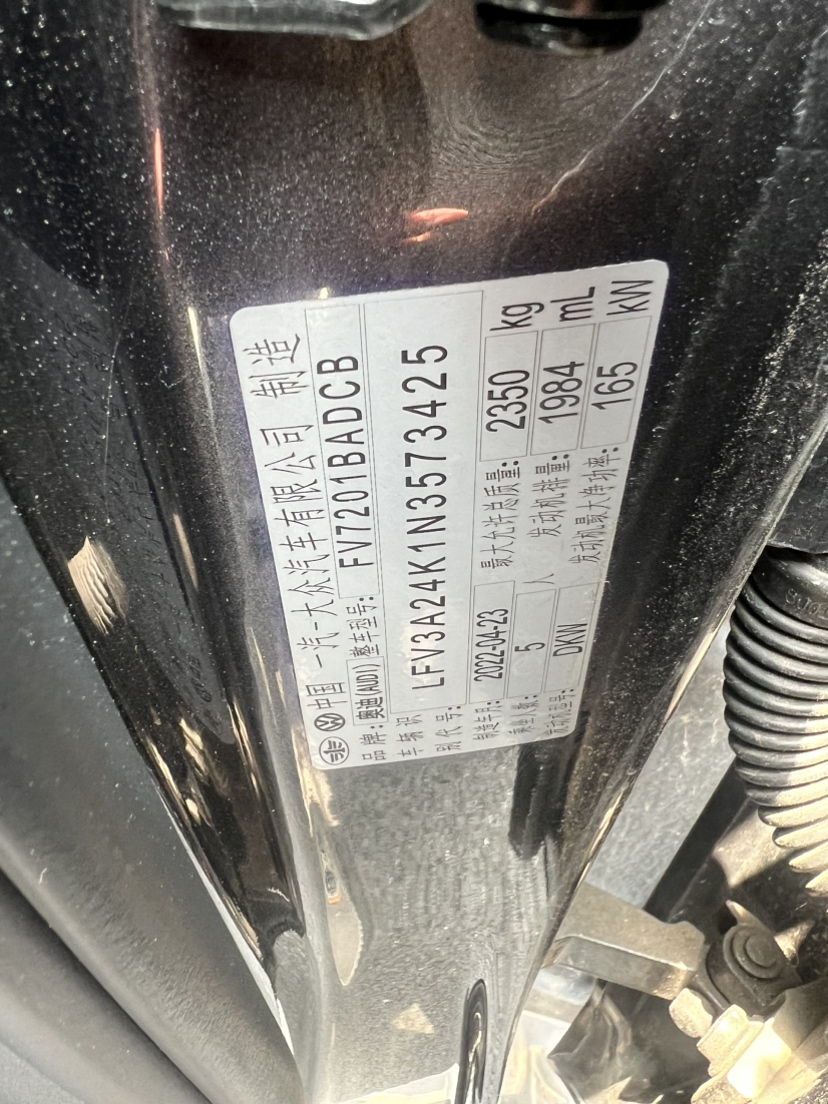 中国 一汽-大众汽车有限公司 制造
品牌: 奥迪(AUDI) 整车型号: FV7201BADCB
车辆识别代号: LFV3A24K1N3573425
制造年月: 2022-04-23 最大允许总质量: 2350 kg
乘坐人数: 5 人 发动机排量: 1984 mL
发动机型号: DKW 发动机最大净功率: 165 kW